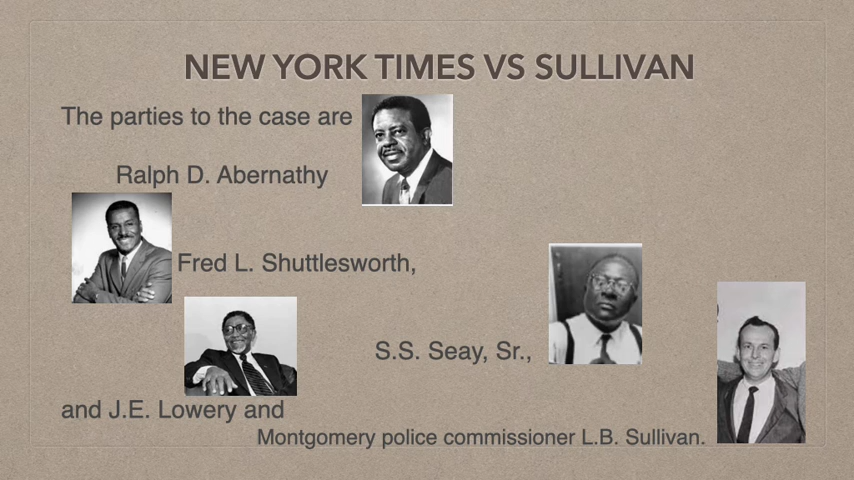 NEW YORK TIMES VS SULLIVAN
The parties to the case are
Ralph D. Abernathy
Fred L. Shuttlesworth,
S.S. Seay, Sr.,
and J.E. Lowery and
Montgomery police commissioner L.B. Sullivan.